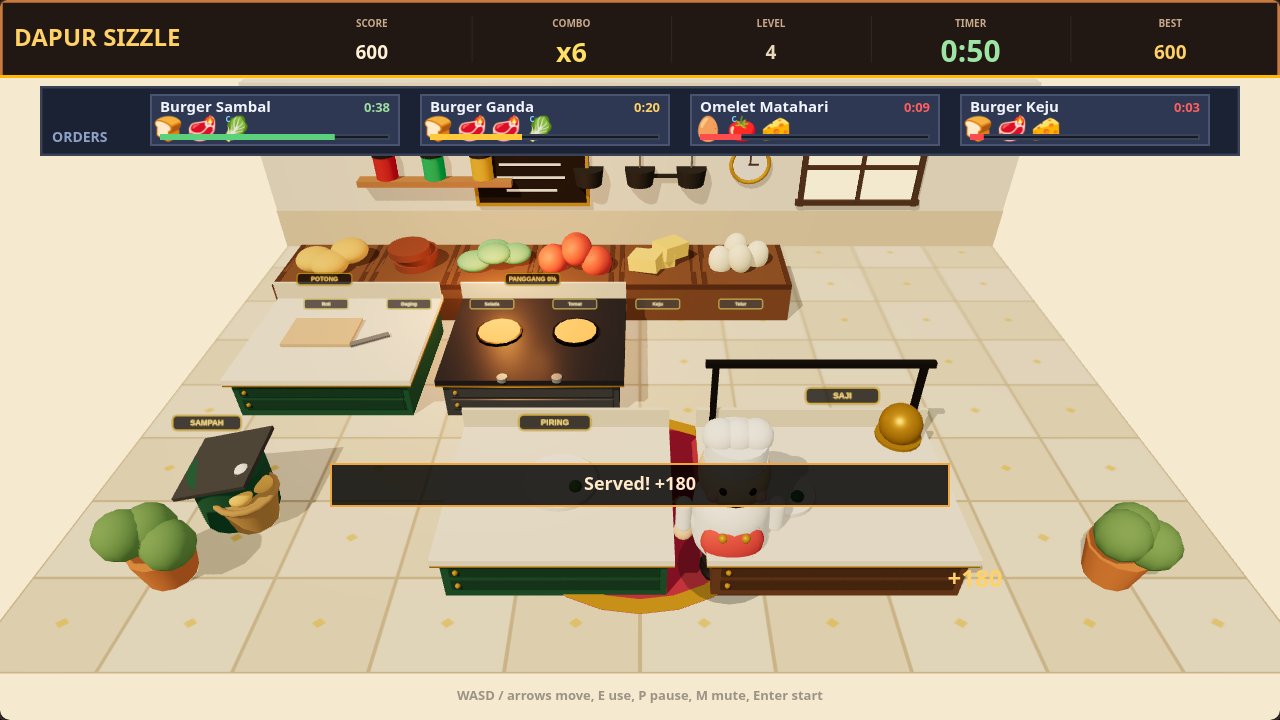 DAPUR SIZZLE
SCORE
600
COMBO
x6
LEVEL
4
TIMER
0:50
BEST
600
ORDERS
Burger Sambal 0:38
Burger Ganda 0:20
Omelet Matahari 0:09
Burger Keju 0:03
POTONG
PANGGANG 0%
Roti
Daging
Selada
Tomat
Keju
Telur
SAJI
SAMPAH
PIRING
Served! +180
+180
WASD / arrows move, E use, P pause, M mute, Enter start